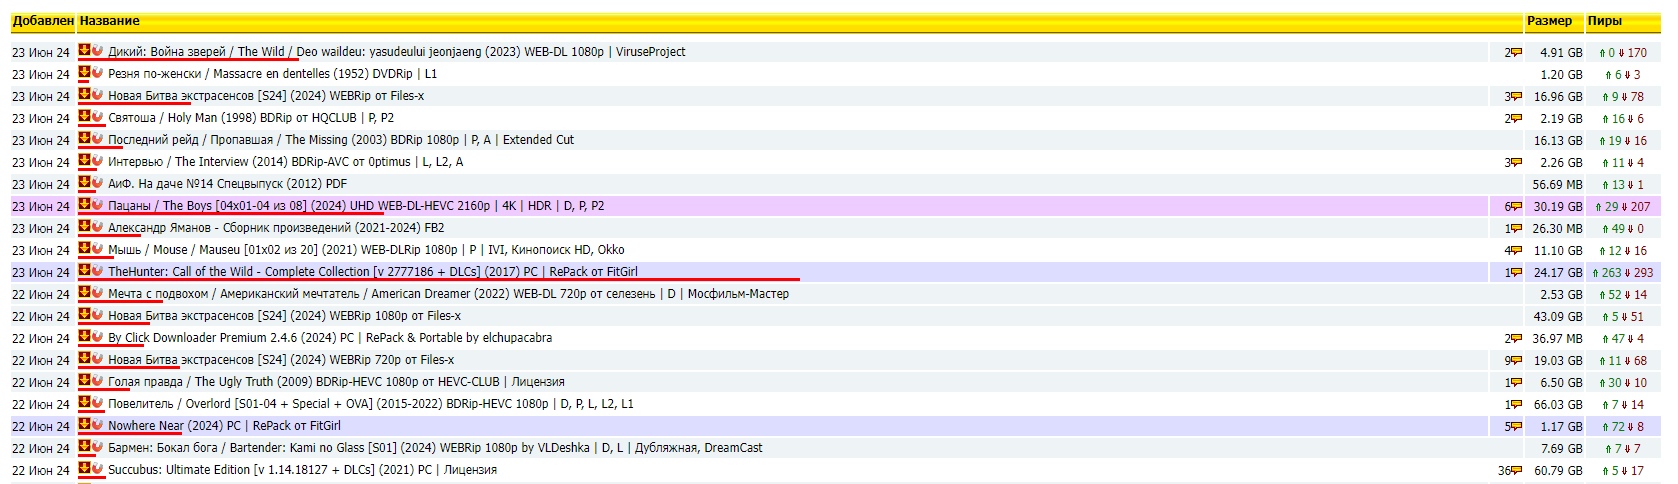 Добавлен Название Размер Пиры
23 Июн 24 Дикий: Война зверей / The Wild / Deo waildeu: yasudeului jeonjaeng (2023) WEB-DL 1080p | ViruseProject 2 4.91 GB 0 170
23 Июн 24 Резня по-женски / Massacre en dentelles (1952) DVDRip | L1 1.20 GB 6 3
23 Июн 24 Новая Битва экстрасенсов [S24] (2024) WEBRip от Files-x 3 16.96 GB 9 78
23 Июн 24 Святоша / Holy Man (1998) BDRip от HQCLUB | P, P2 2 2.19 GB 16 6
23 Июн 24 Последний рейд / Пропавшая / The Missing (2003) BDRip 1080p | P, A | Extended Cut 16.13 GB 19 16
23 Июн 24 Интервью / The Interview (2014) BDRip-AVC от 0ptimus | L, L2, A 3 2.26 GB 11 4
23 Июн 24 АиФ. На даче №14 Спецвыпуск (2012) PDF 56.69 MB 13 1
23 Июн 24 Пацаны / The Boys [04x01-04 из 08] (2024) UHD WEB-DL-HEVC 2160p | 4K | HDR | D, P, P2 6 30.19 GB 29 207
23 Июн 24 Александр Яманов - Сборник произведений (2021-2024) FB2 1 26.30 MB 49 0
23 Июн 24 Мышь / Mouse / Mauseu [01x02 из 20] (2021) WEB-DLRip 1080p | P | IVI, Кинопоиск HD, Okko 4 11.10 GB 12 16
23 Июн 24 TheHunter: Call of the Wild - Complete Collection [v 2777186 + DLCs] (2017) PC | RePack от FitGirl 1 24.17 GB 263 293
22 Июн 24 Мечта с подвохом / Американский мечтатель / American Dreamer (2022) WEB-DL 720p от селезень | D | Мосфильм-Мастер 2.53 GB 52 14
22 Июн 24 Новая Битва экстрасенсов [S24] (2024) WEBRip 1080p от Files-x 43.09 GB 5 51
22 Июн 24 By Click Downloader Premium 2.4.6 (2024) PC | RePack & Portable by elchupacabra 2 36.97 MB 47 4
22 Июн 24 Новая Битва экстрасенсов [S24] (2024) WEBRip 720p от Files-x 9 19.03 GB 11 68
22 Июн 24 Голая правда / The Ugly Truth (2009) BDRip-HEVC 1080p от HEVC-CLUB | Лицензия 1 6.50 GB 30 10
22 Июн 24 Повелитель / Overlord [S01-04 + Special + OVA] (2015-2022) BDRip-HEVC 1080p | D, P, L, L2, L1 1 66.03 GB 7 14
22 Июн 24 Nowhere Near (2024) PC | RePack от FitGirl 5 1.17 GB 72 8
22 Июн 24 Бармен: Бокал бога / Bartender: Kami no Glass [S01] (2024) WEBRip 1080p by VLDeshka | D, L | Дубляжная, DreamCast 7.69 GB 7 7
22 Июн 24 Succubus: Ultimate Edition [v 1.14.18127 + DLCs] (2021) PC | Лицензия 36 60.79 GB 5 17